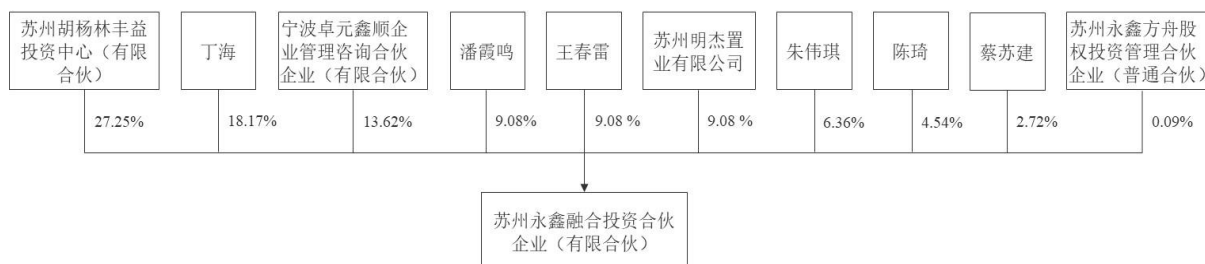 苏州胡杨林丰益
投资中心（有限
合伙）
丁海
宁波卓元鑫顺企
业管理咨询合伙
企业（有限合伙）
潘霞鸣
王春雷
苏州明杰置
业有限公司
朱伟琪
陈琦
蔡苏建
苏州永鑫方舟股
权投资管理合伙
企业（普通合伙）
27.25%
18.17%
13.62%
9.08%
9.08 %
9.08 %
6.36%
4.54%
2.72%
0.09%
苏州永鑫融合投资合伙
企业（有限合伙）